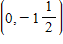 (0, −1 1/2)